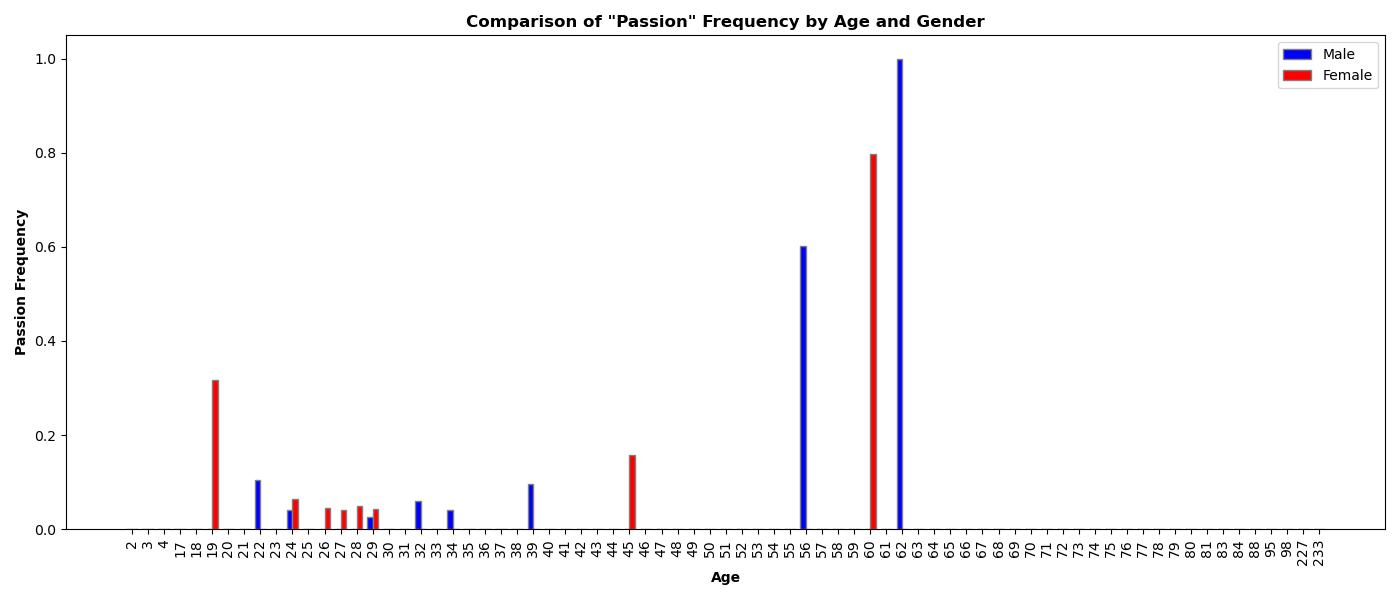 Comparison of "Passion" Frequency by Age and Gender
Male
Female
1.0
0.8
0.6
0.4
0.2
0.0
Passion Frequency
2 3 4 17 18 19 20 21 22 23 24 25 26 27 28 29 30 31 32 33 34 35 36 37 38 39 40 41 42 43 44 45 46 47 48 49 50 51 52 53 54 55 56 57 58 59 60 61 62 63 64 65 66 67 68 69 70 71 72 73 74 75 76 77 78 79 80 81 83 84 88 95 98 227 233
Age